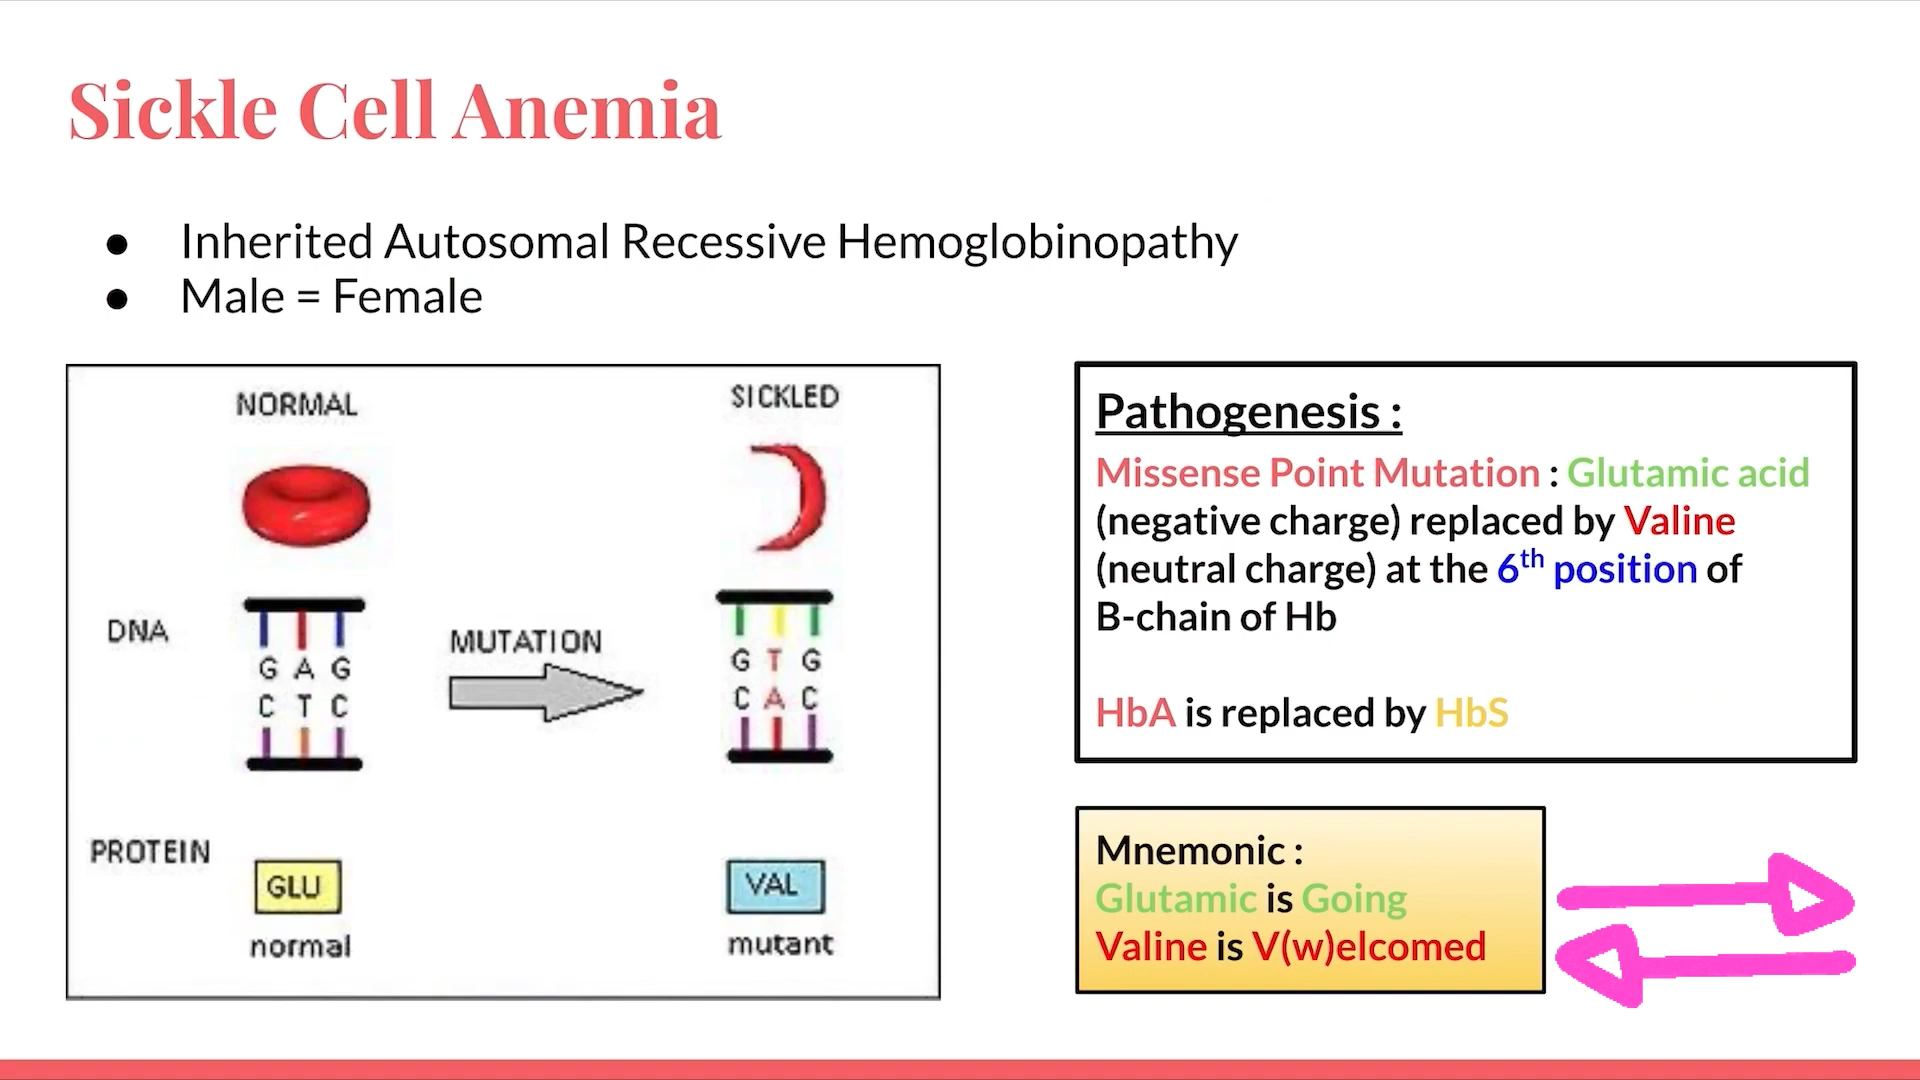 Sickle Cell Anemia
● Inherited Autosomal Recessive Hemoglobinopathy
● Male = Female
NORMAL
SICKLED
DNA
G A G
C T C
MUTATION
G T G
C A C
PROTEIN
GLU
normal
VAL
mutant
Pathogenesis :
Missense Point Mutation : Glutamic acid
(negative charge) replaced by Valine
(neutral charge) at the 6th position of
B-chain of Hb
HbA is replaced by HbS
Mnemonic :
Glutamic is Going
Valine is V(w)elcomed